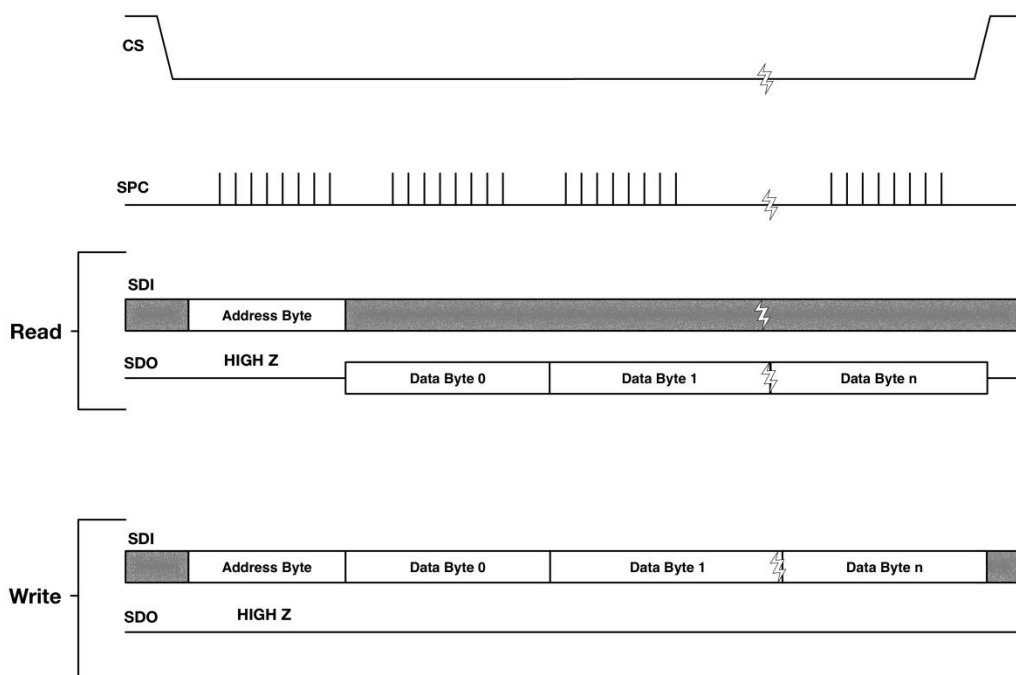 CS
SPC
Read
SDI
Address Byte
SDO
HIGH Z
Data Byte 0
Data Byte 1
Data Byte n
Write
SDI
Address Byte
Data Byte 0
Data Byte 1
Data Byte n
SDO
HIGH Z